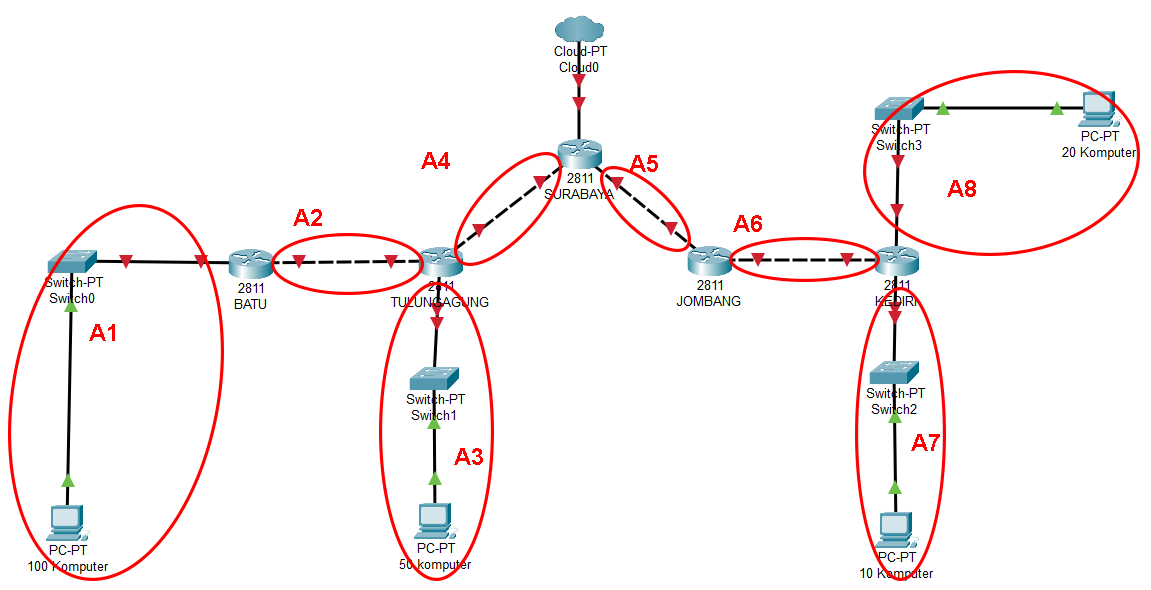 Cloud-PT
Cloud0
2811
SURABAYA
A4
A5
Switch-PT
Switch3
PC-PT
20 Komputer
A8
A2
A6
Switch-PT
Switch0
2811
BATU
2811
TULUNGAGUNG
2811
JOMBANG
2811
KEDIRI
A1
Switch-PT
Switch1
Switch-PT
Switch2
A3
A7
PC-PT
100 Komputer
PC-PT
50 komputer
PC-PT
10 Komputer